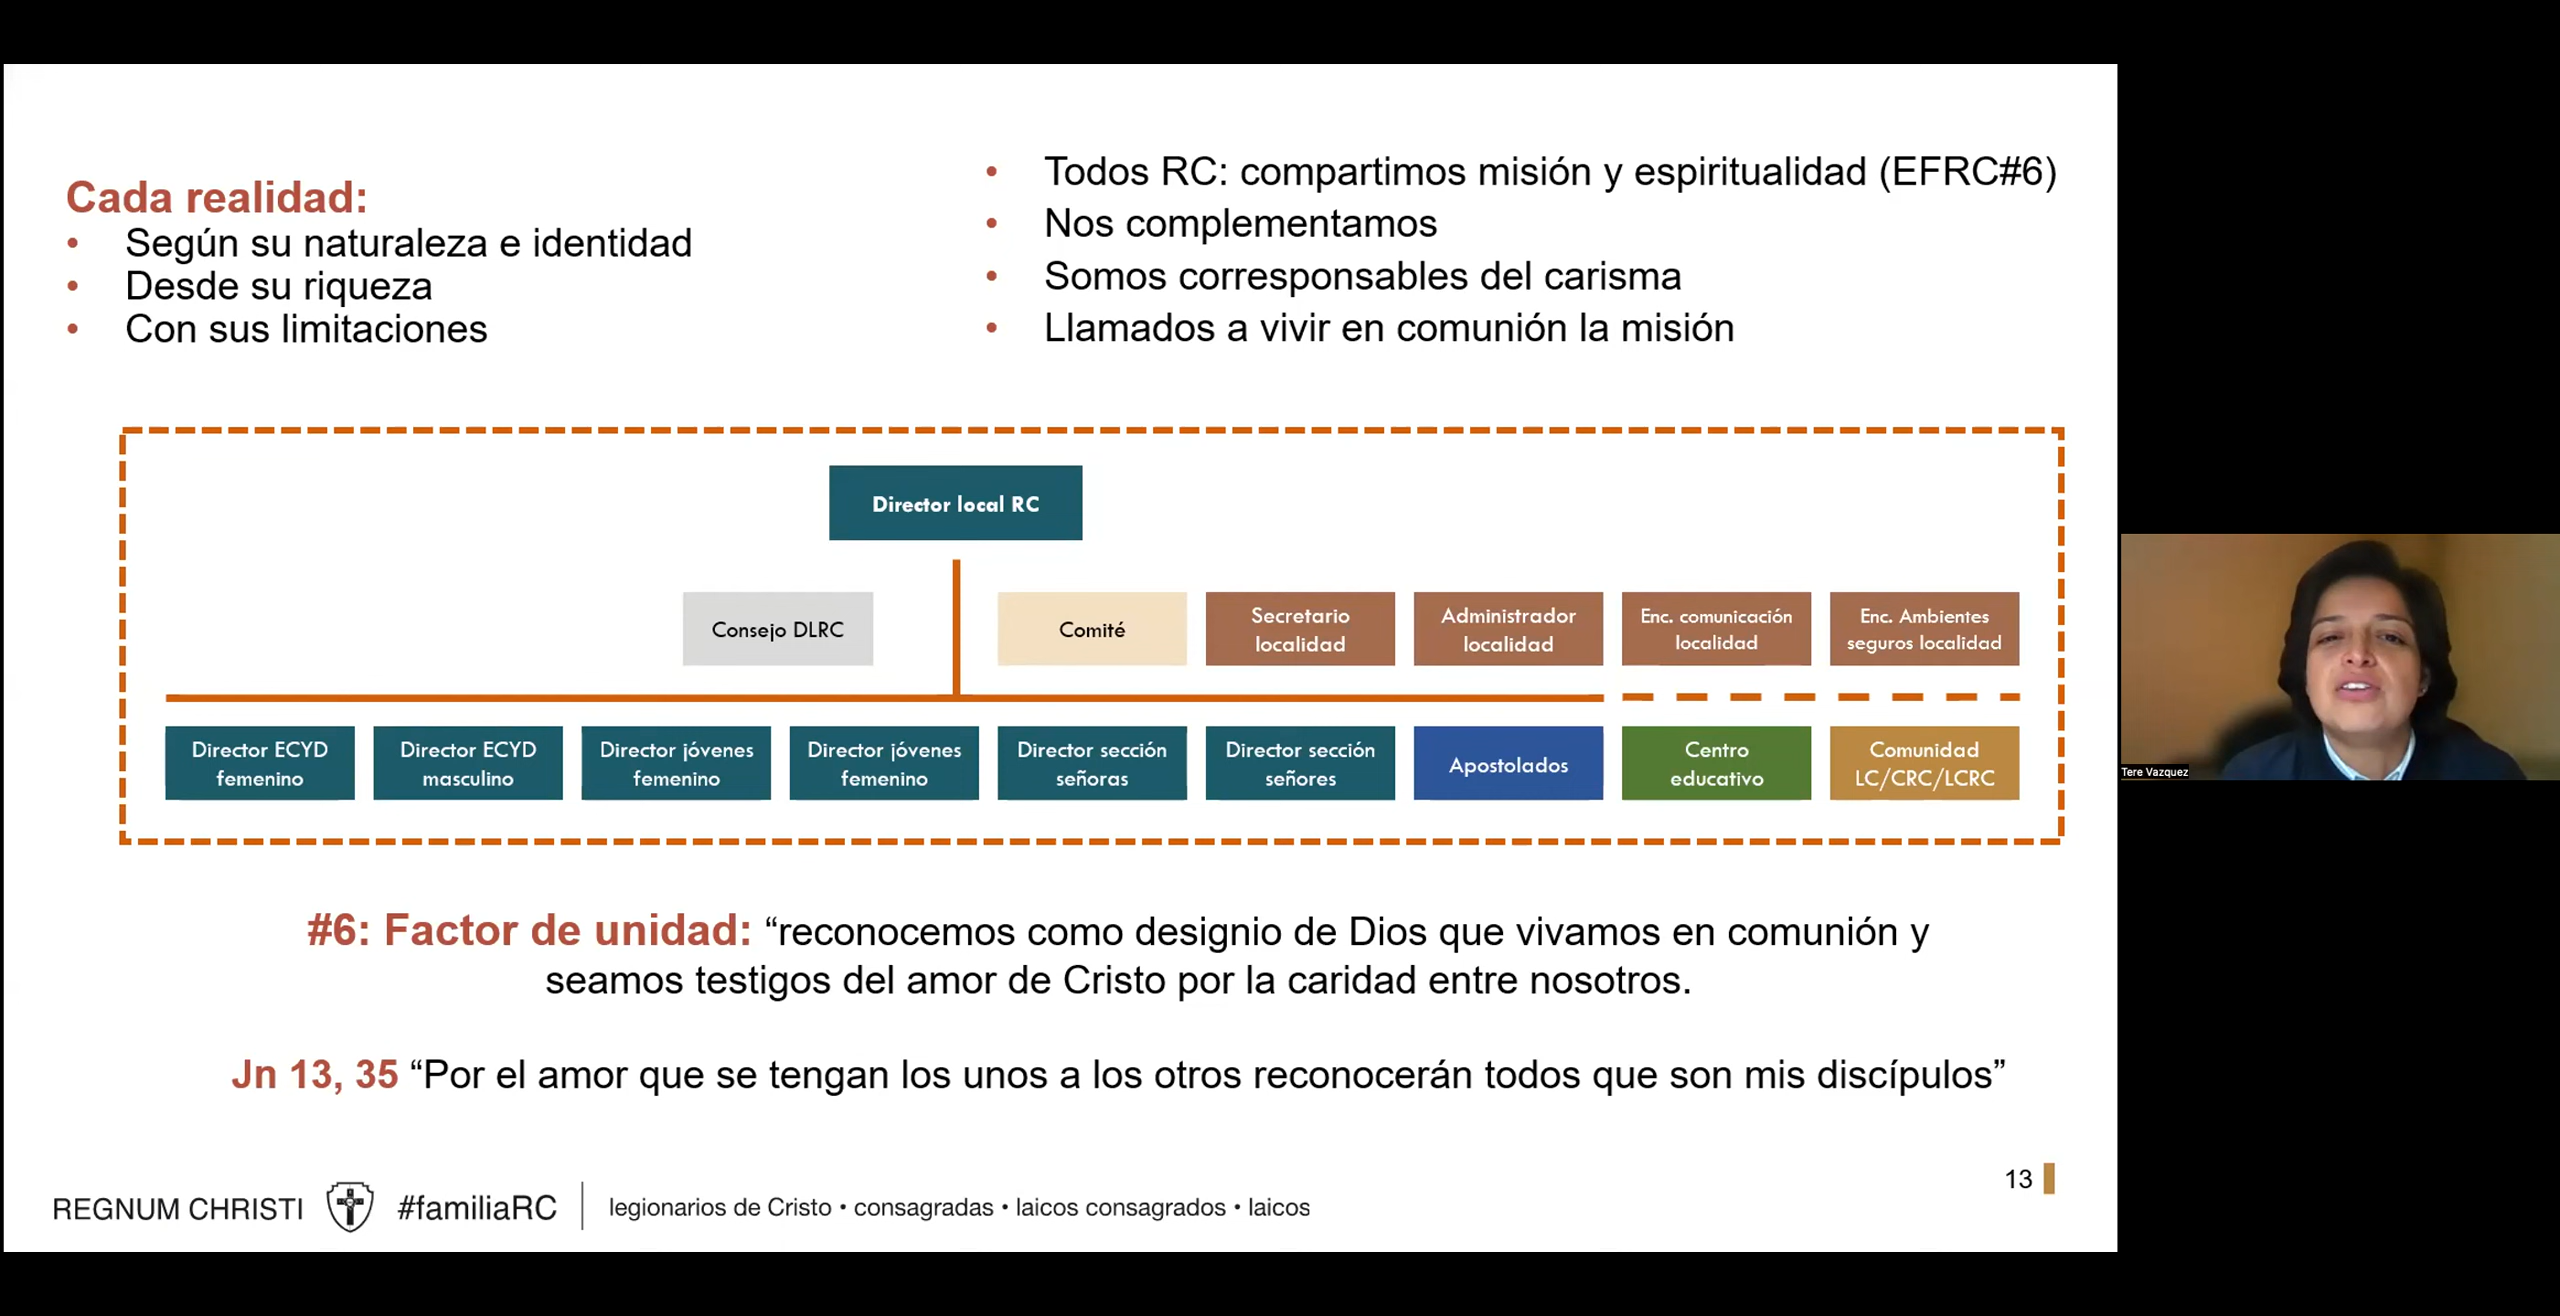 Cada realidad:
• Según su naturaleza e identidad
• Desde su riqueza
• Con sus limitaciones
• Todos RC: compartimos misión y espiritualidad (EFRC#6)
• Nos complementamos
• Somos corresponsables del carisma
• Llamados a vivir en comunión la misión
Director local RC
Consejo DLRC
Comité
Secretario
localidad
Administrador
localidad
Enc. comunicación
localidad
Enc. Ambientes
seguros localidad
Director ECYD
femenino
Director ECYD
masculino
Director jóvenes
femenino
Director jóvenes
femenino
Director sección
señoras
Director sección
señores
Apostolados
Centro
educativo
Comunidad
LC/CRC/LCRC
#6: Factor de unidad: “reconocemos como designio de Dios que vivamos en comunión y
seamos testigos del amor de Cristo por la caridad entre nosotros.
Jn 13, 35 “Por el amor que se tengan los unos a los otros reconocerán todos que son mis discípulos”
13
REGNUM CHRISTI #familiaRC legionarios de Cristo • consagradas • laicos consagrados • laicos
Tere Vazquez